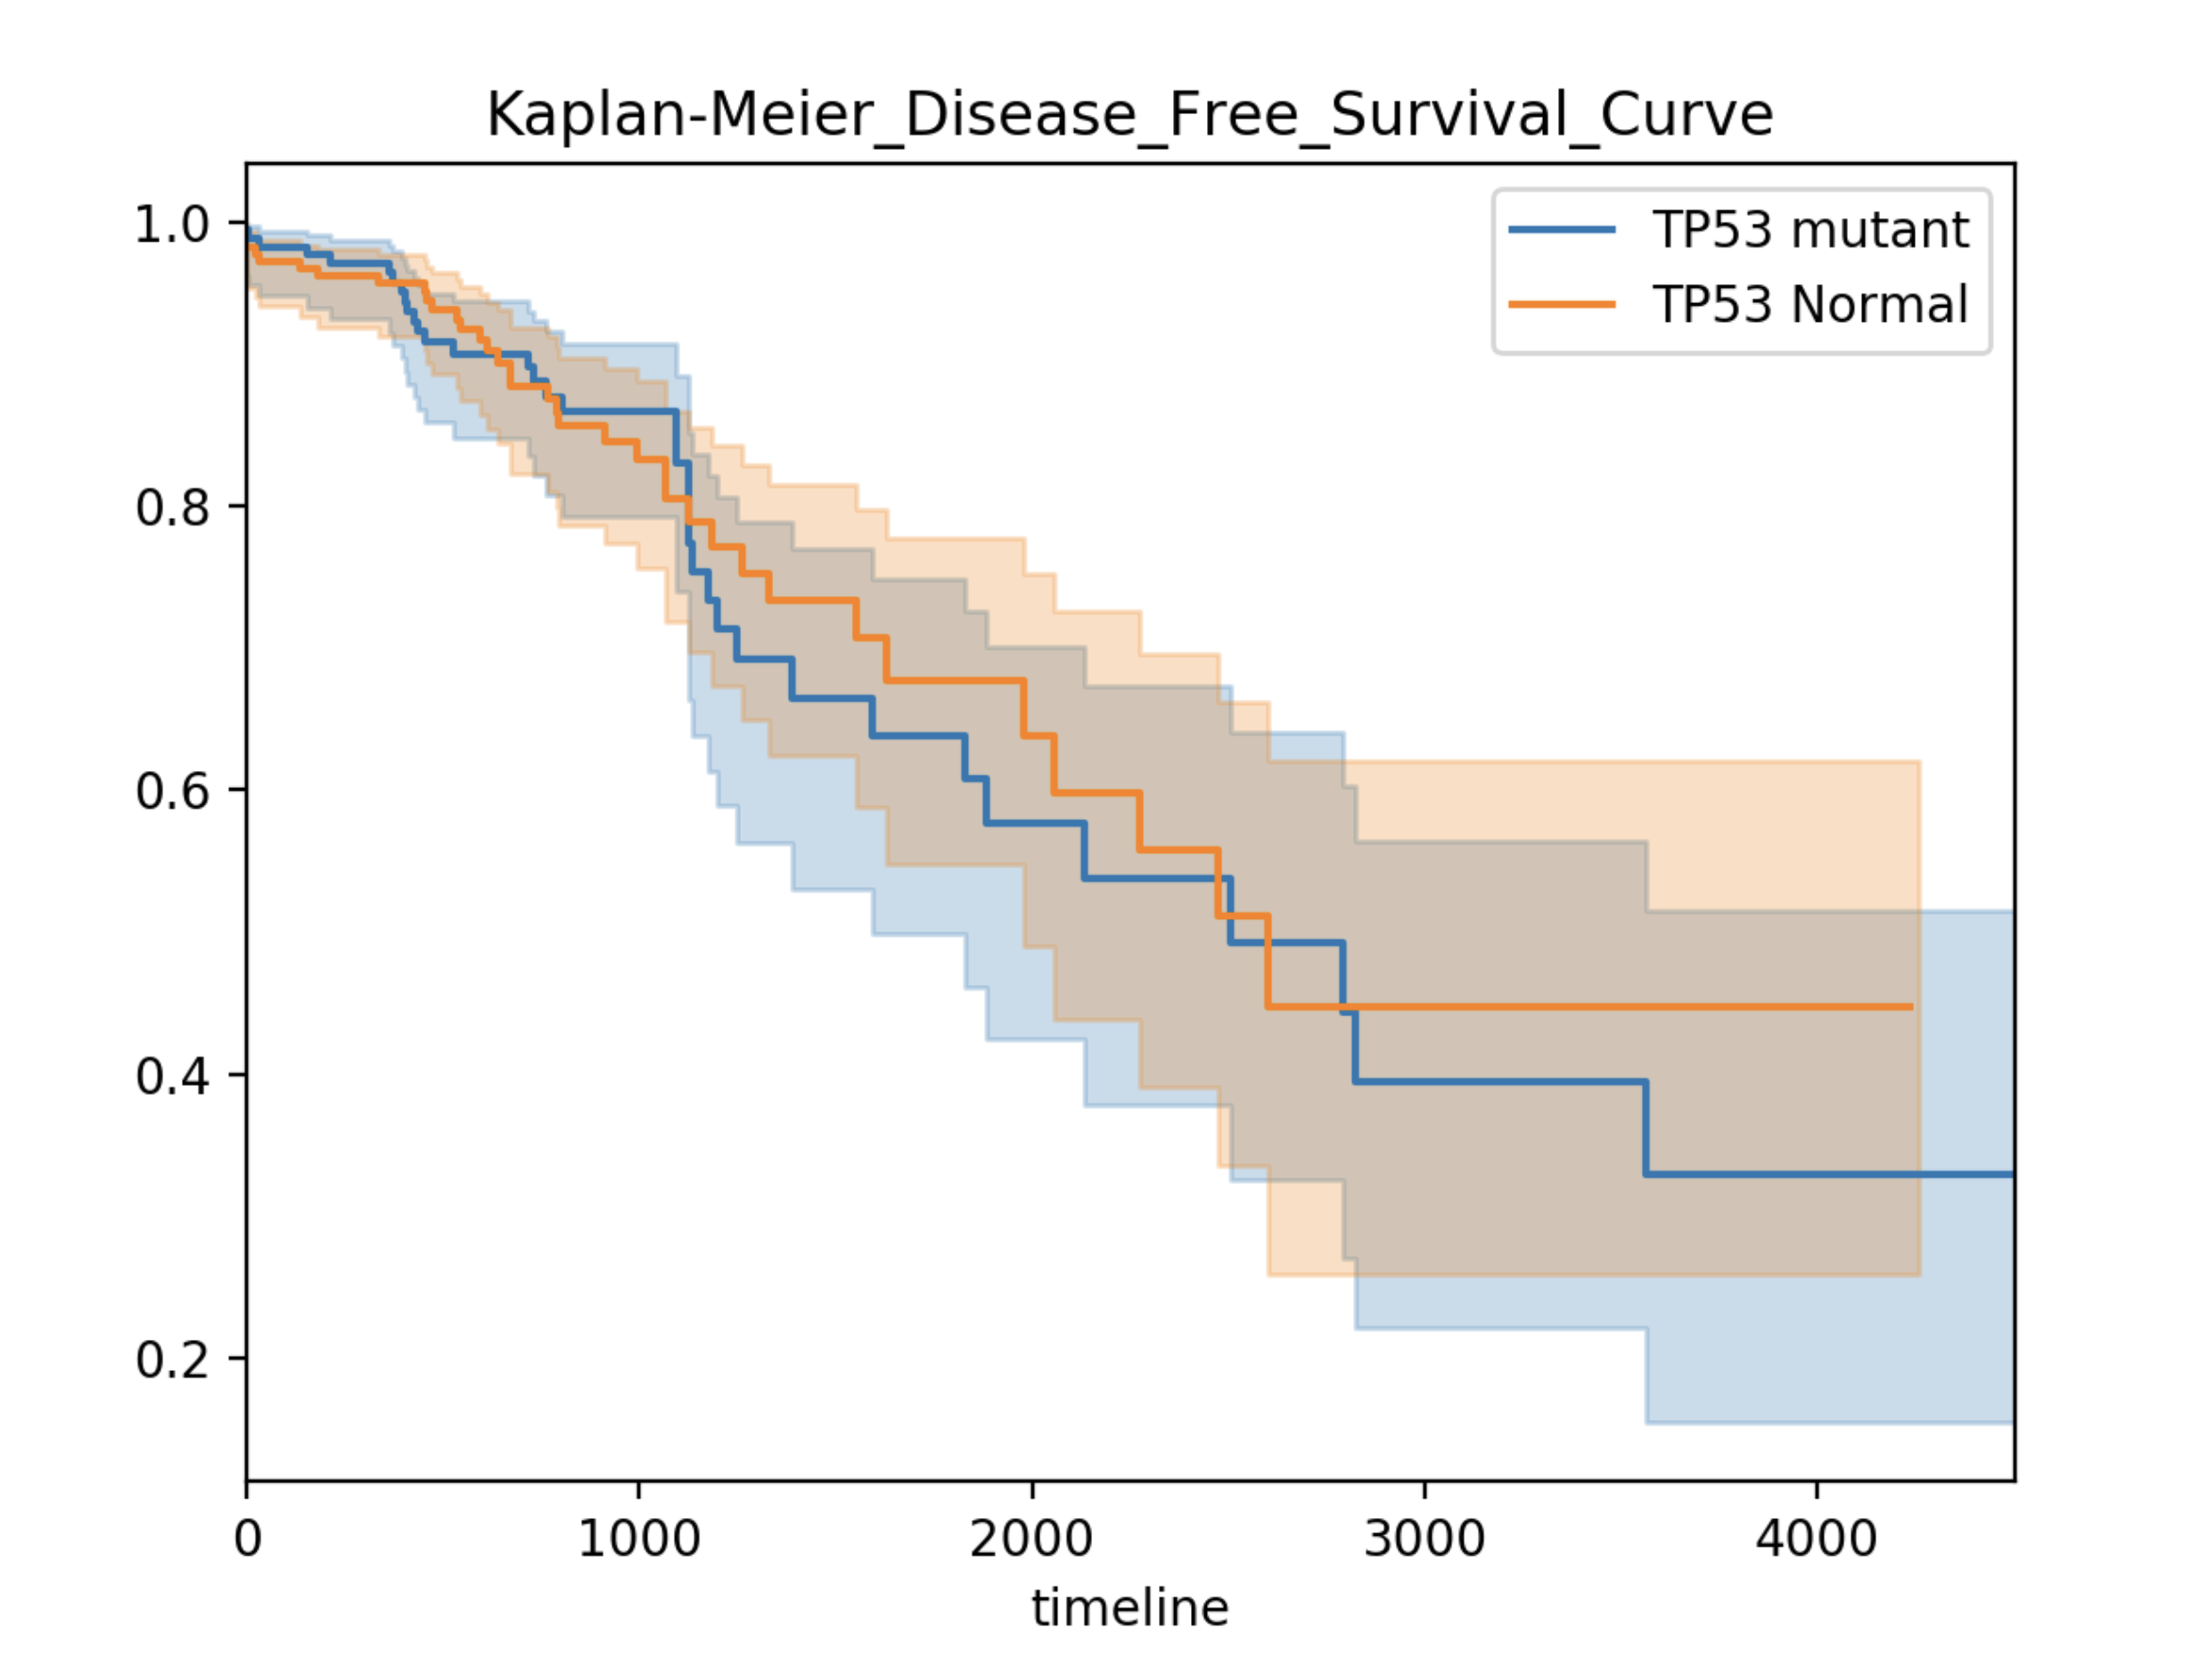 Kaplan-Meier_Disease_Free_Survival_Curve
TP53 mutant
TP53 Normal
1.0
0.8
0.6
0.4
0.2
0 1000 2000 3000 4000
timeline